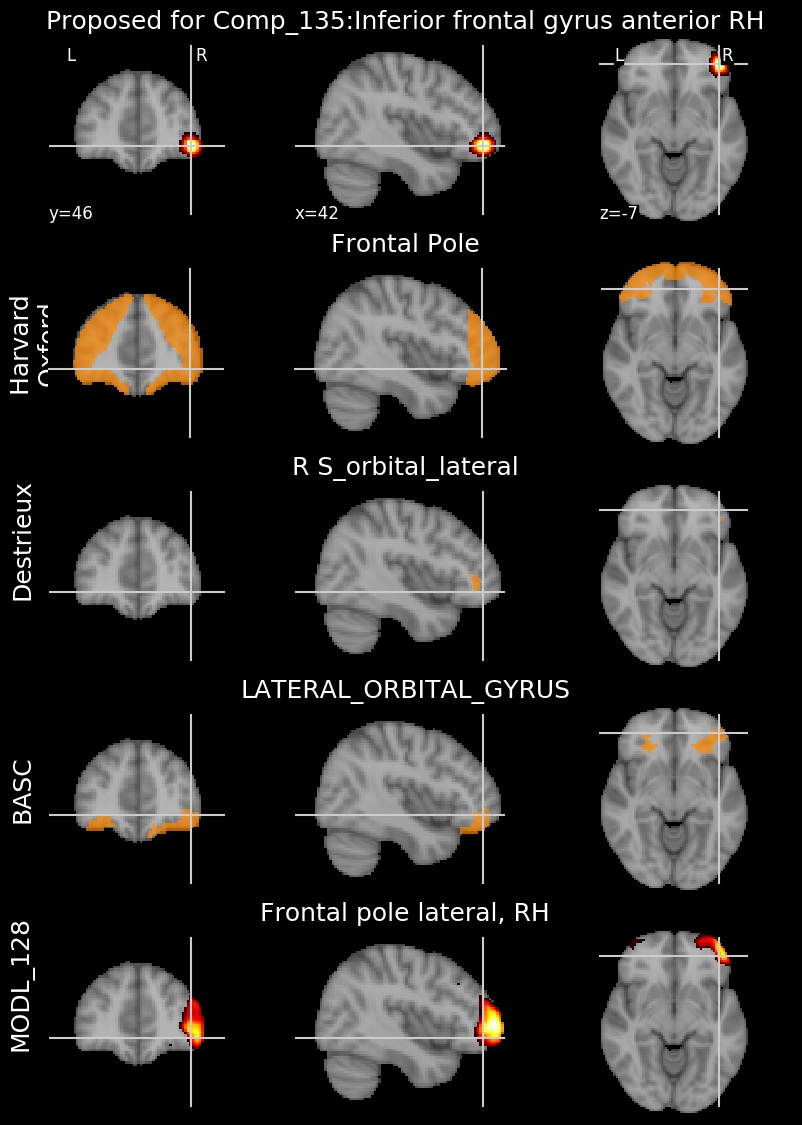 Proposed for Comp_135:Inferior frontal gyrus anterior RH
L R
L R
y=46
x=42
z=-7
Frontal Pole
Harvard
R S_orbital_lateral
Destrieux
LATERAL_ORBITAL_GYRUS
BASC
Frontal pole lateral, RH
MODL_128